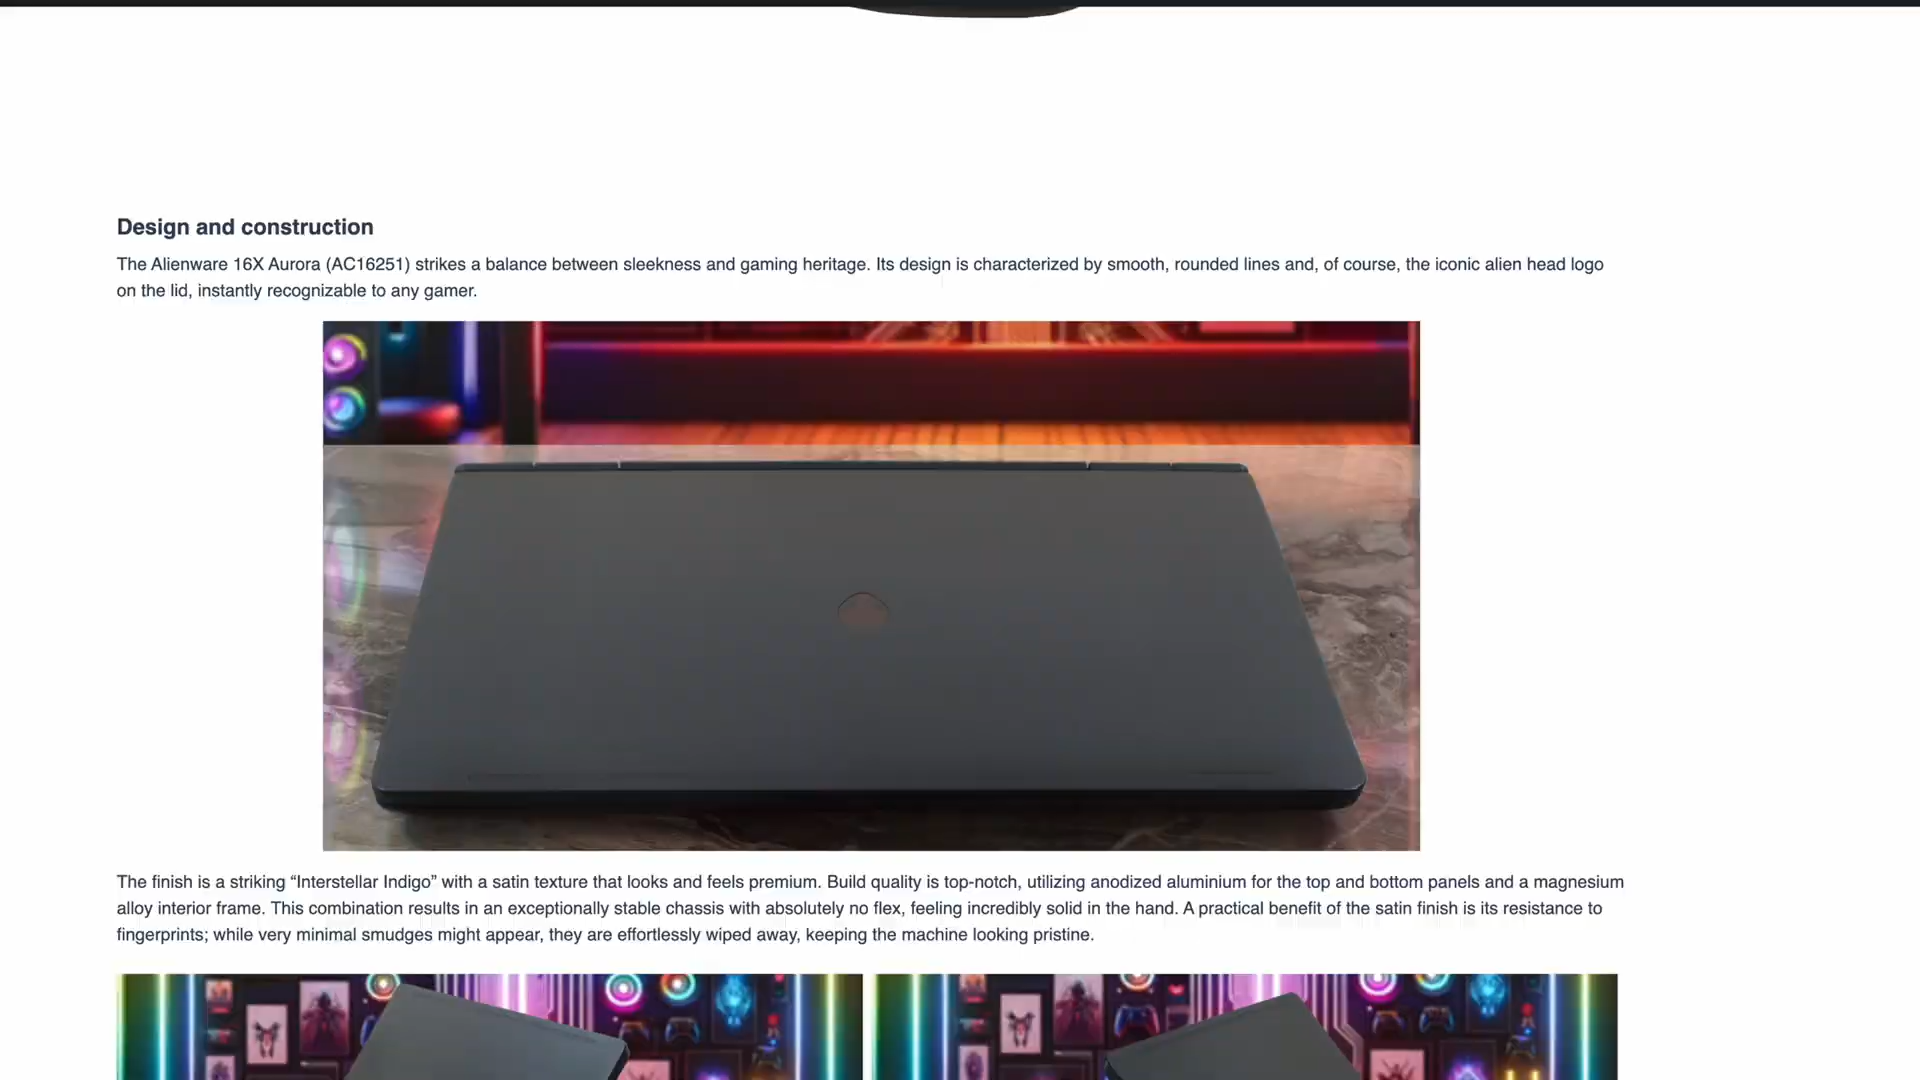 Design and construction
The Alienware 16X Aurora (AC16251) strikes a balance between sleekness and gaming heritage. Its design is characterized by smooth, rounded lines and, of course, the iconic alien head logo
on the lid, instantly recognizable to any gamer.
The finish is a striking “Interstellar Indigo” with a satin texture that looks and feels premium. Build quality is top-notch, utilizing anodized aluminium for the top and bottom panels and a magnesium
alloy interior frame. This combination results in an exceptionally stable chassis with absolutely no flex, feeling incredibly solid in the hand. A practical benefit of the satin finish is its resistance to
fingerprints; while very minimal smudges might appear, they are effortlessly wiped away, keeping the machine looking pristine.